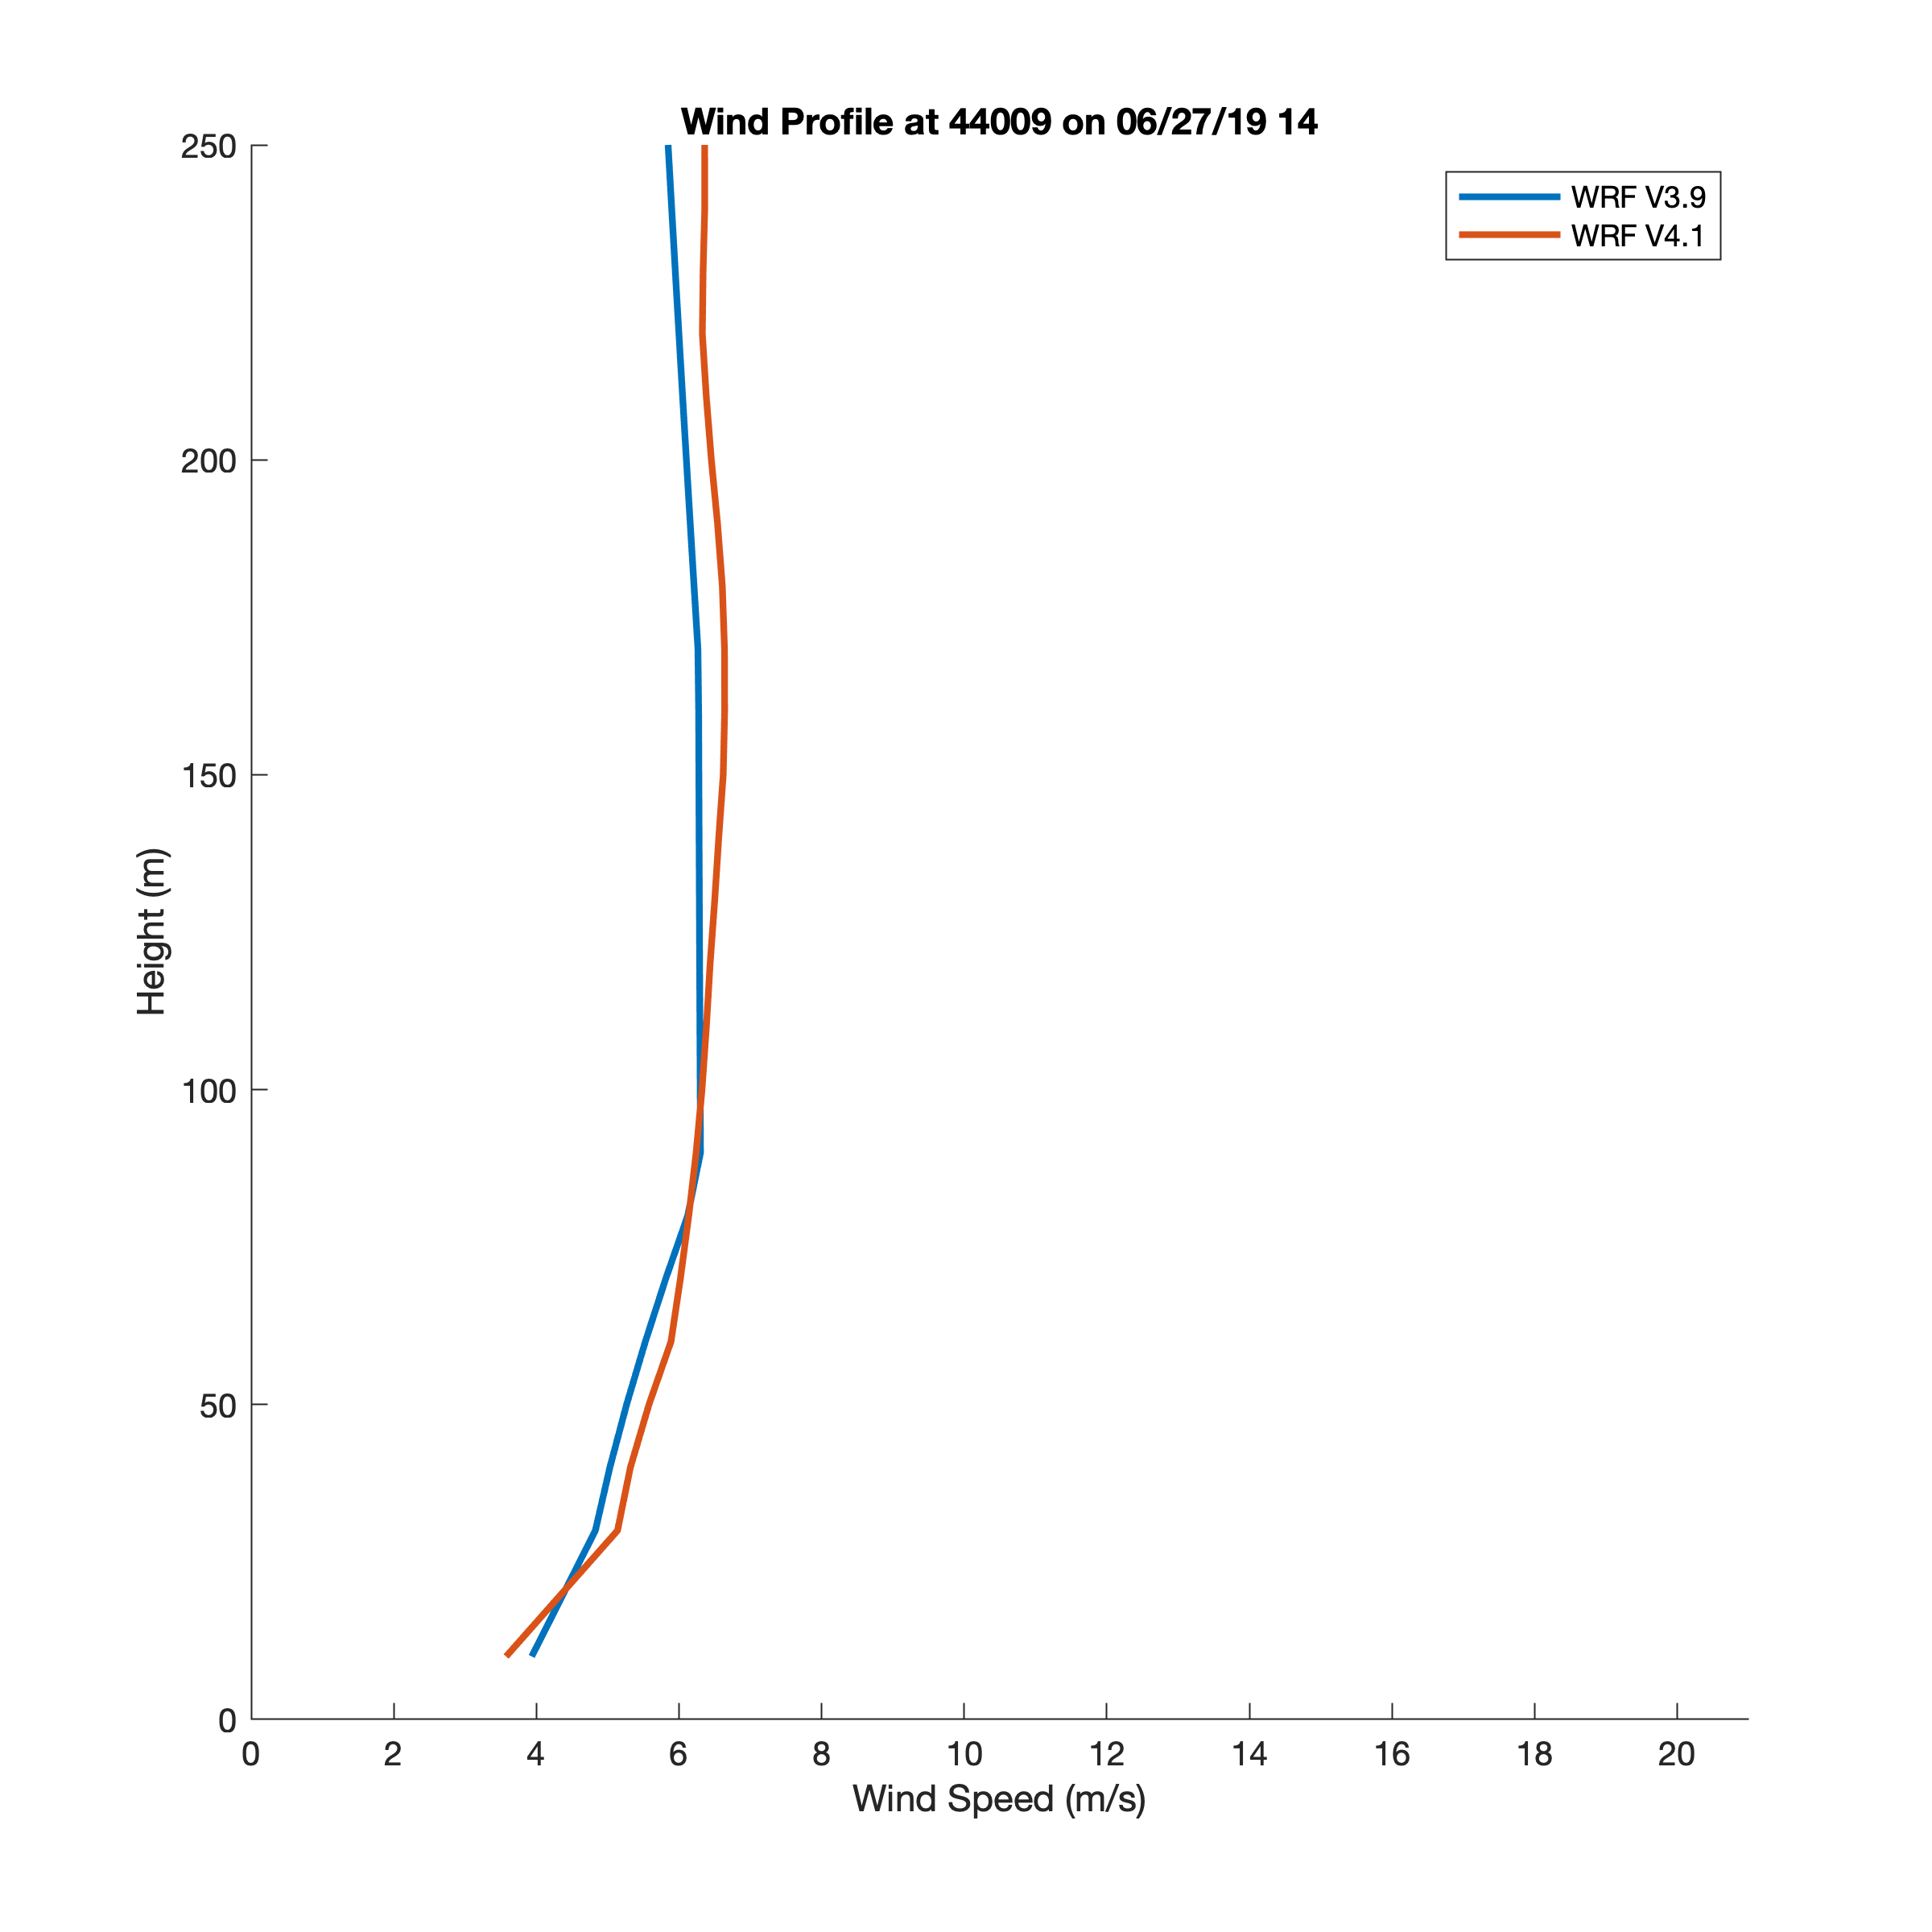 Wind Profile at 44009 on 06/27/19 14
WRF V3.9
WRF V4.1
250
200
150
100
50
0
Height (m)
0 2 4 6 8 10 12 14 16 18 20
Wind Speed (m/s)